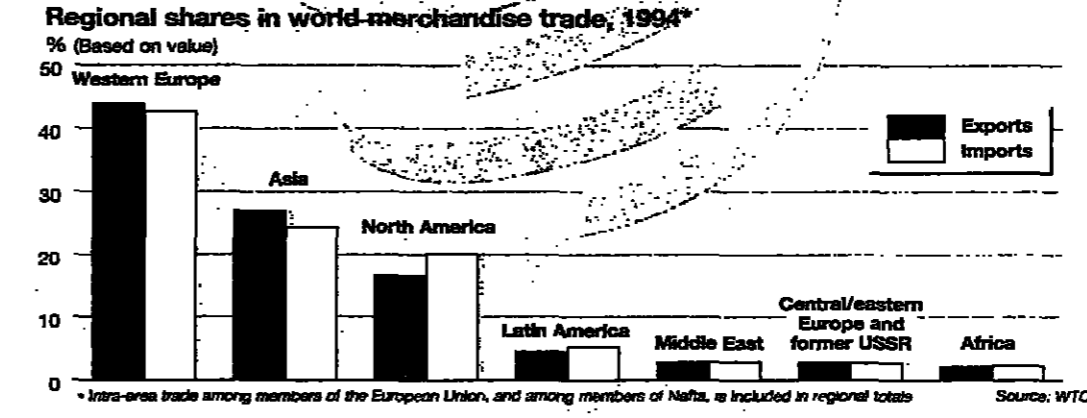 Regional shares in world merchandise trade, 1994*
% (Based on value)
50
Western Europe
40
Exports
Imports
30
Asia
North America
20
10
Central/eastern
Europe and
former USSR
Latin America
Middle East
Africa
0
* Intra-area trade among members of the European Union, and among members of Nafta, is included in regional totals
Source: WTO